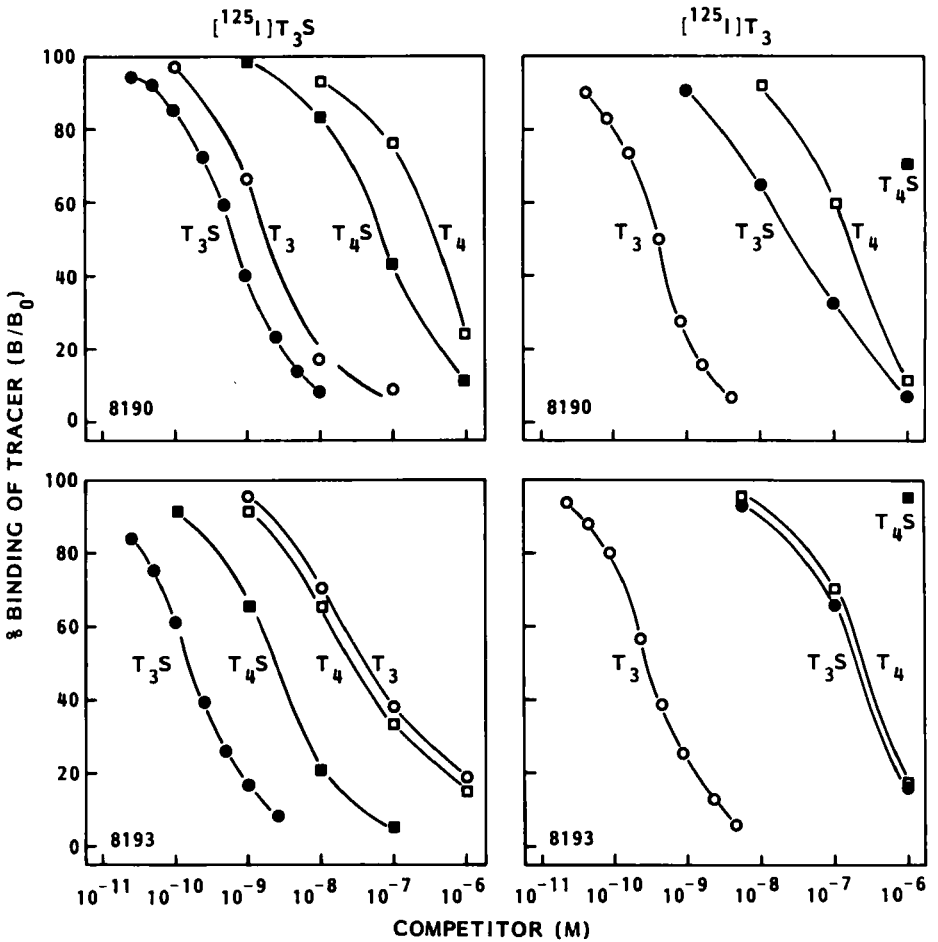 [¹²⁵I]T₃S
[¹²⁵I]T₃
% BINDING OF TRACER (B/B₀)
100
80
60
40
20
0
T₃S
T₃
T₄S
T₄
8190
T₃
T₃S
T₄
T₄S
8190
100
80
60
40
20
0
T₃S
T₄S
T₄
T₃
8193
T₃
T₃S
T₄
T₄S
8193
10⁻¹¹ 10⁻¹⁰ 10⁻⁹ 10⁻⁸ 10⁻⁷ 10⁻⁶
10⁻¹¹ 10⁻¹⁰ 10⁻⁹ 10⁻⁸ 10⁻⁷ 10⁻⁶
COMPETITOR (M)